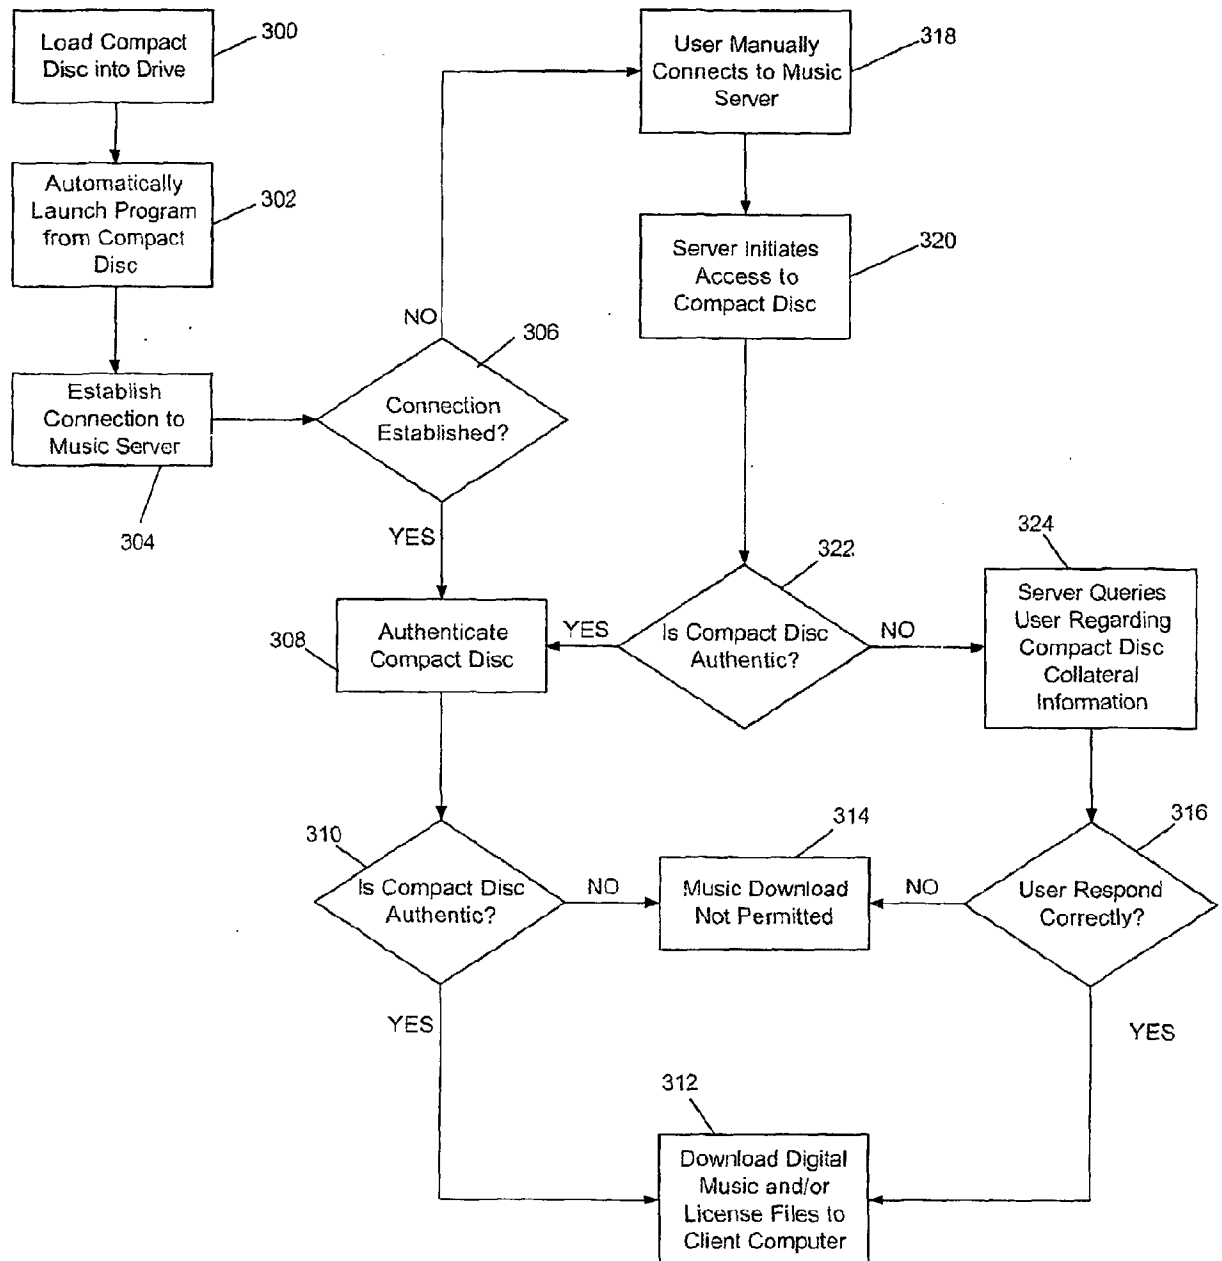 Load Compact
Disc into Drive
300
Automatically
Launch Program
from Compact
Disc
302
Establish
Connection to
Music Server
304
Connection
Established?
306
NO
YES
User Manually
Connects to Music
Server
318
Server Initiates
Access to
Compact Disc
320
Is Compact Disc
Authentic?
322
YES
NO
Server Queries
User Regarding
Compact Disc
Collateral
Information
324
Authenticate
Compact Disc
308
Is Compact Disc
Authentic?
310
NO
YES
Music Download
Not Permitted
314
User Respond
Correctly?
316
NO
YES
Download Digital
Music and/or
License Files to
Client Computer
312